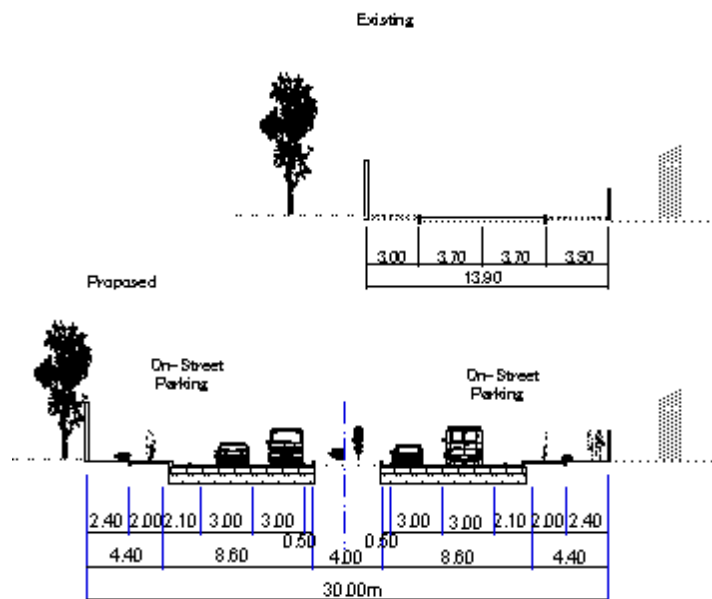 Existing
3.00 3.70 3.70 3.50
13.90
Proposed
On-Street
Parking
On-Street
Parking
2.40 2.00 2.10 3.00 3.00 3.00 3.00 2.10 2.00 2.40
0.50 0.50
4.40 8.60 4.00 8.60 4.40
30.00m